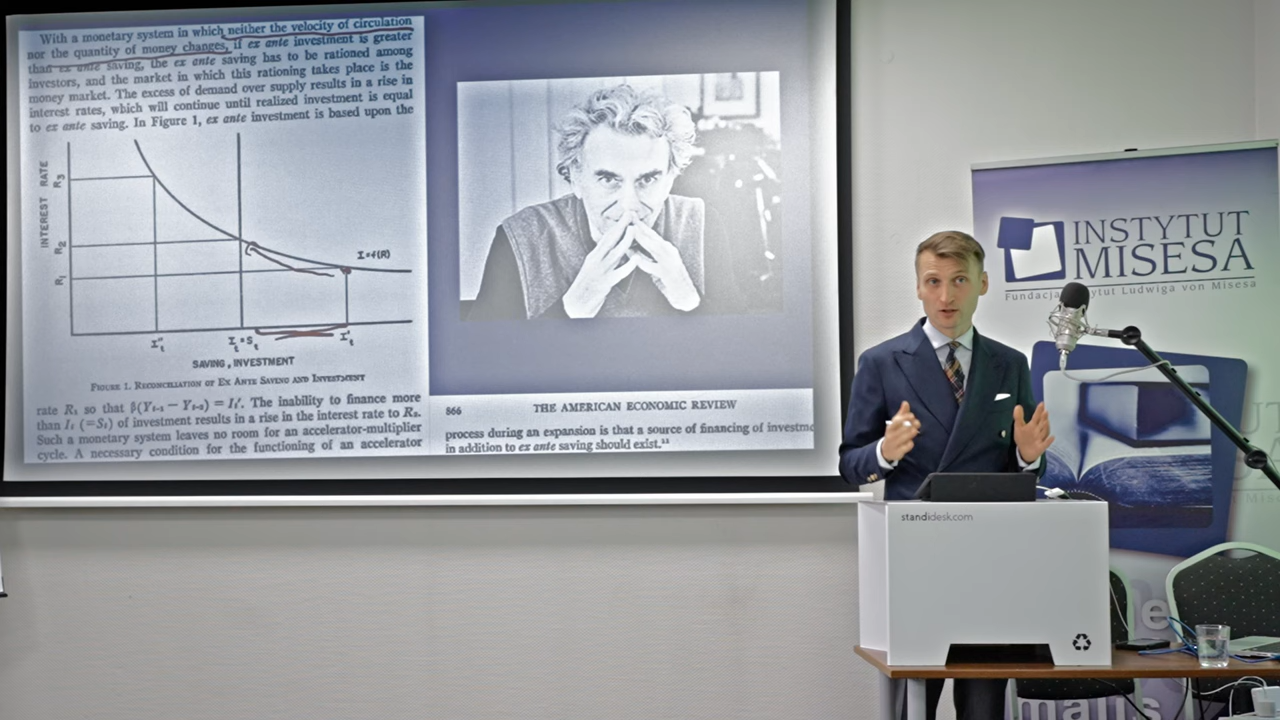 With a monetary system in which neither the velocity of circulation
nor the quantity of money changes, if ex ante investment is greater
than ex ante saving, the ex ante saving has to be rationed among
investors, and the market in which this rationing takes place is the
money market. The excess of demand over supply results in a rise in
interest rates, which will continue until realized investment is equal
to ex ante saving. In Figure 1, ex ante investment is based upon the
INTEREST RATE
R3
R2
R1
I=f(R)
I''t
It=St
I't
SAVING, INVESTMENT
FIGURE 1. RECONCILIATION OF EX ANTE SAVING AND INVESTMENT
rate R1 so that β(Yt-1 — Yt-2) = I't. The inability to finance more
than It (=St) of investment results in a rise in the interest rate to R2.
Such a monetary system leaves no room for an accelerator-multiplier
cycle. A necessary condition for the functioning of an accelerator
866 THE AMERICAN ECONOMIC REVIEW
process during an expansion is that a source of financing of investm
in addition to ex ante saving should exist.11
INSTYTUT
MISESA
Fundacja Instytut Ludwiga von Misesa
standidesk.com